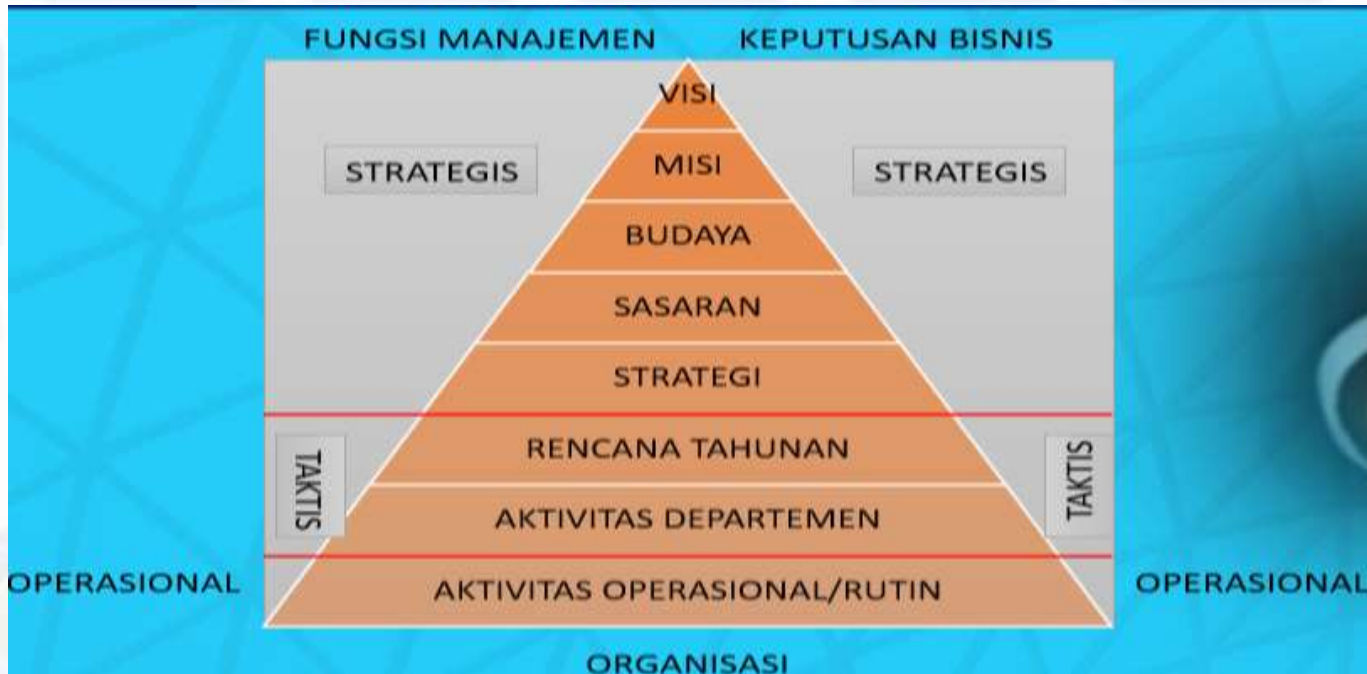 FUNGSI MANAJEMEN
KEPUTUSAN BISNIS
VISI
STRATEGIS
MISI
STRATEGIS
BUDAYA
SASARAN
STRATEGI
TAKTIS
RENCANA TAHUNAN
TAKTIS
AKTIVITAS DEPARTEMEN
OPERASIONAL
AKTIVITAS OPERASIONAL/RUTIN
OPERASIONAL
ORGANISASI